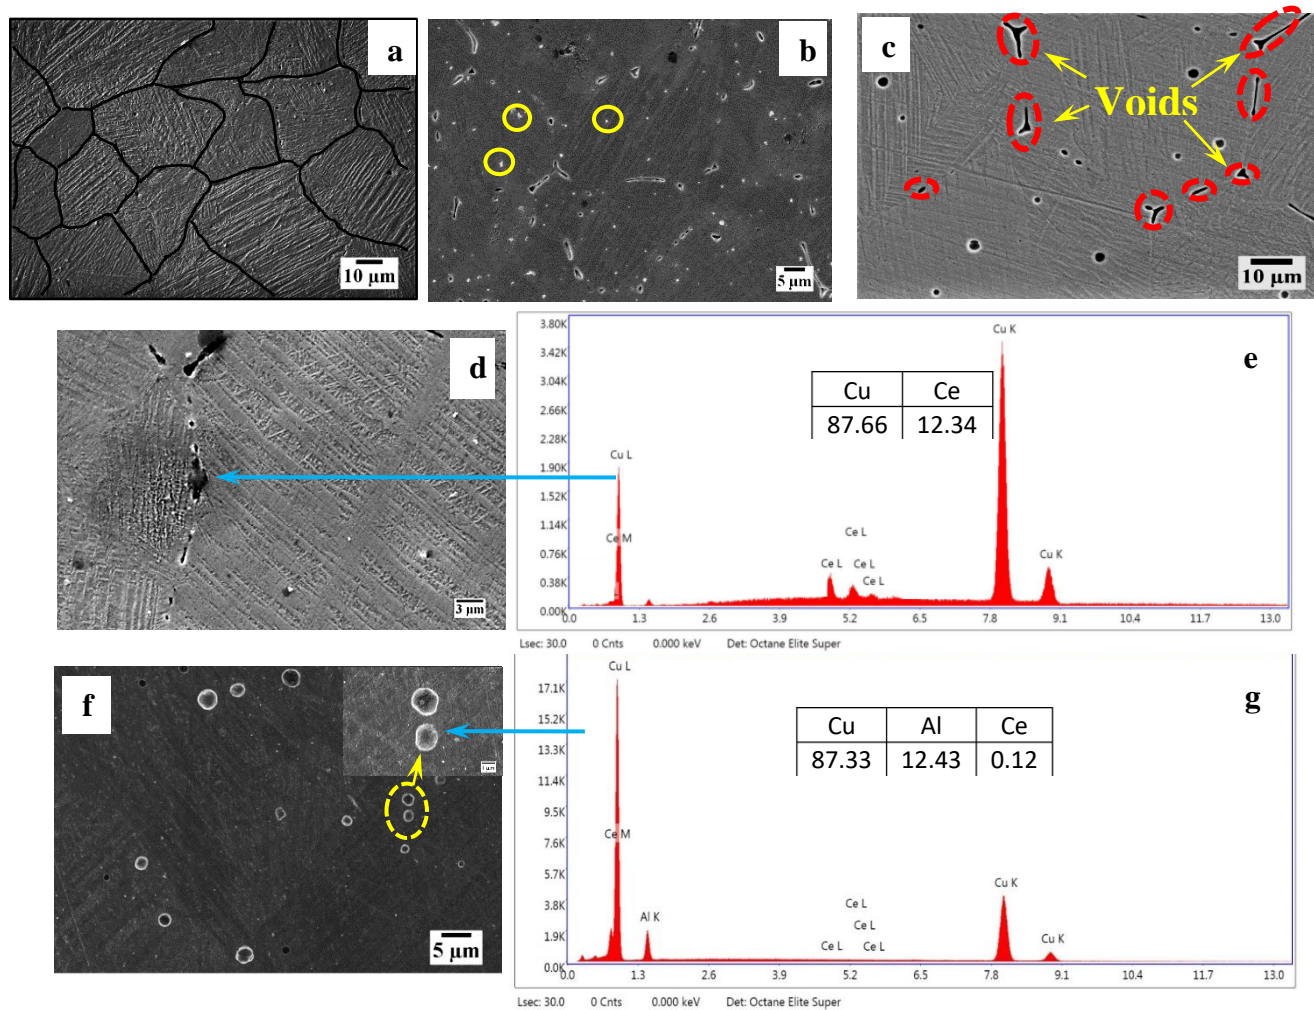 a
10 µm
b
5 µm
c
Voids
10 µm
d
3 µm
e
3.80K
3.42K
3.04K
2.66K
2.28K
1.90K
1.52K
1.14K
0.76K
0.38K
0.00K
Cu K
Cu Ce
87.66 12.34
Cu L
Ce M
Ce L
Ce L
Ce L
Ce L
Cu K
0.0 1.3 2.6 3.9 5.2 6.5 7.8 9.1 10.4 11.7 13.0
Lsec: 30.0 0 Cnts 0.000 keV Det: Octane Elite Super
f
5 µm
g
17.1K
15.2K
13.3K
11.4K
9.5K
7.6K
5.7K
3.8K
1.9K
0.0K
Cu L
Cu Al Ce
87.33 12.43 0.12
Ce M
Al K
Ce L
Ce L
Ce L
Ce L
Cu K
Cu K
0.0 1.3 2.6 3.9 5.2 6.5 7.8 9.1 10.4 11.7 13.0
Lsec: 30.0 0 Cnts 0.000 keV Det: Octane Elite Super